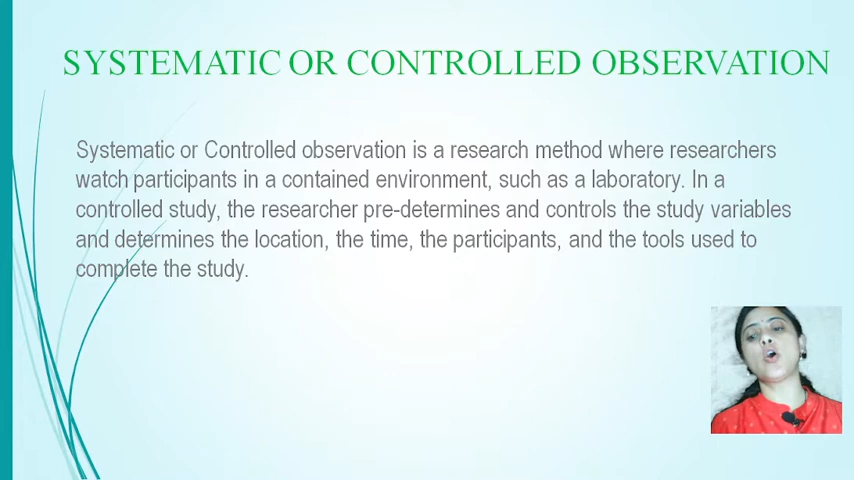 SYSTEMATIC OR CONTROLLED OBSERVATION
Systematic or Controlled observation is a research method where researchers
watch participants in a contained environment, such as a laboratory. In a
controlled study, the researcher pre-determines and controls the study variables
and determines the location, the time, the participants, and the tools used to
complete the study.